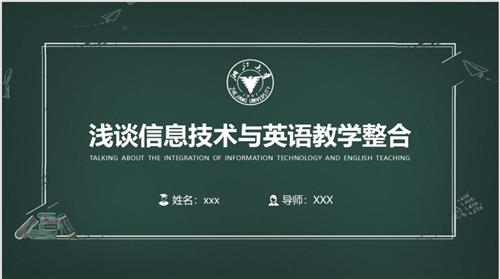 浙江大学
ZHEJIANG UNIVERSITY
浅谈信息技术与英语教学整合
TALKING ABOUT THE INTEGRATION OF INFORMATION TECHNOLOGY AND ENGLISH TEACHING
姓名：xxx
导师：XXX